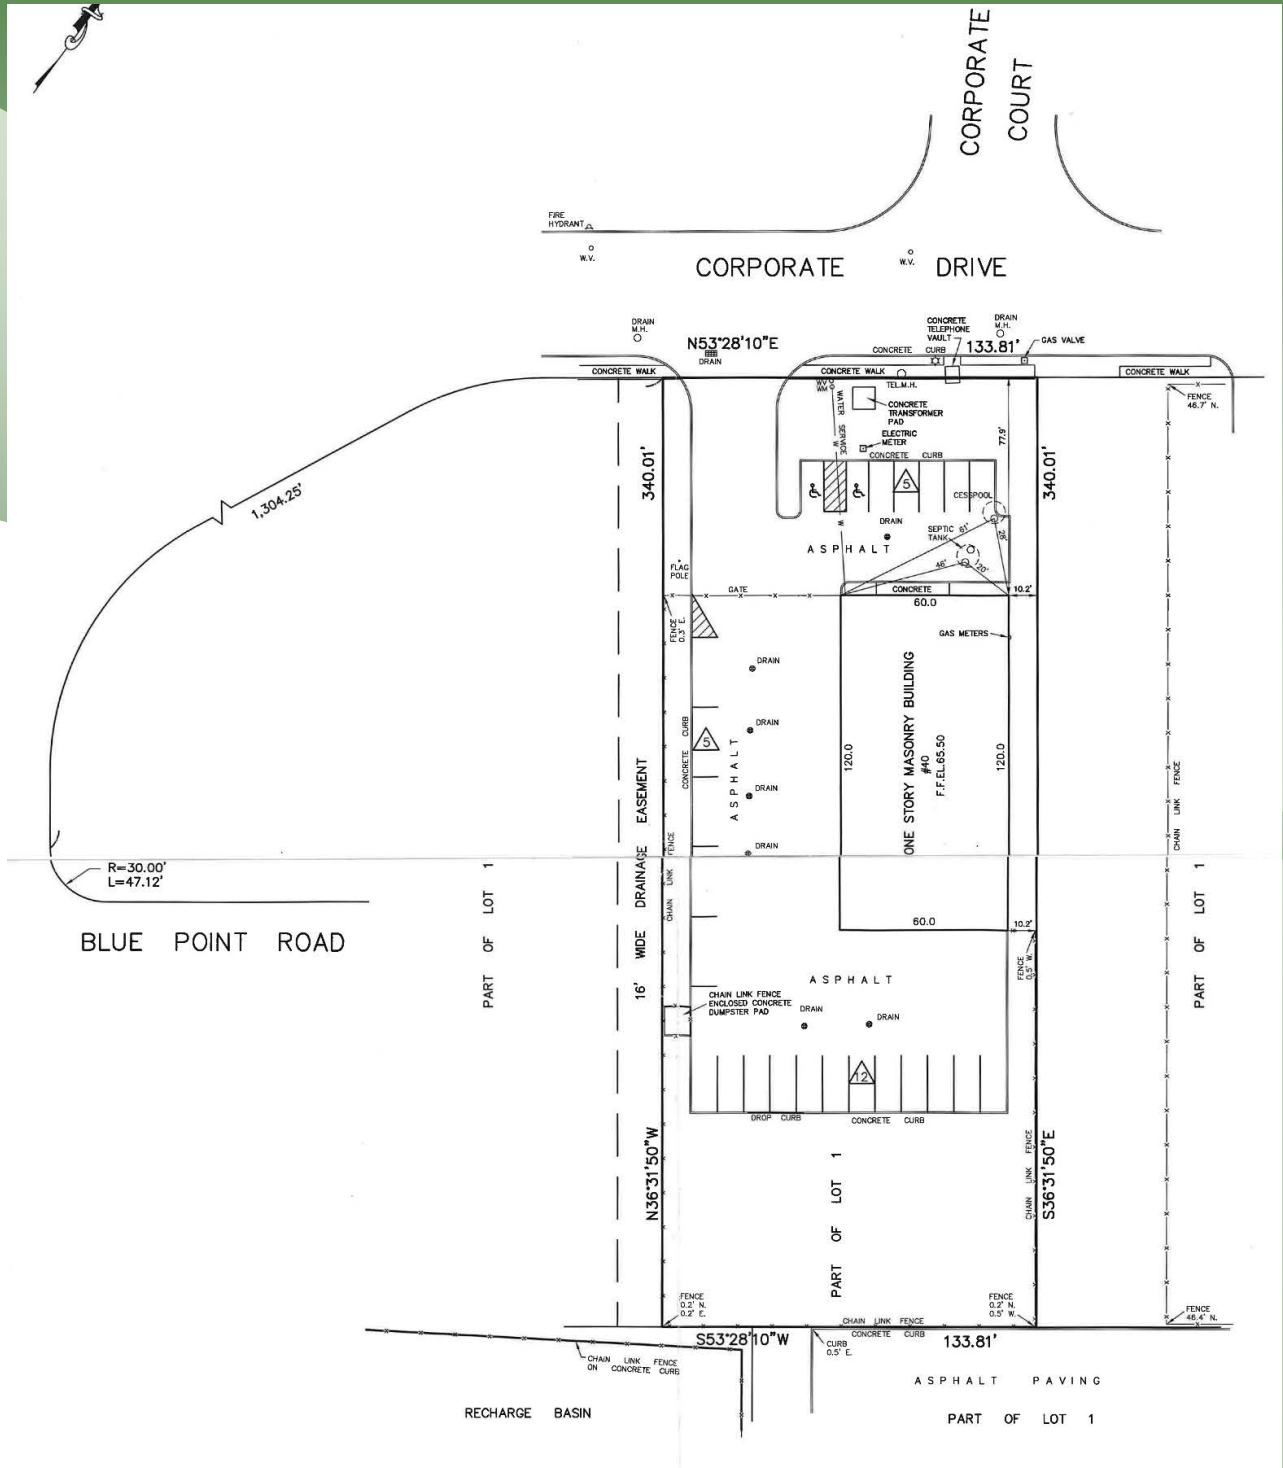 CORPORATE
COURT
FIRE
HYDRANT
W.V.
CORPORATE DRIVE
W.V.
DRAIN
M.H.
N53°28'10"E
DRAIN
CONCRETE
TELEPHONE
VAULT
DRAIN
M.H.
CONCRETE CURB
133.81'
GAS VALVE
CONCRETE WALK
CONCRETE WALK
TEL.M.H.
CONCRETE WALK
WV
WM
WATER SERVICE
W
W
CONCRETE
TRANSFORMER
PAD
ELECTRIC
METER
CONCRETE CURB
77.9'
FENCE
46.7' N.
340.01'
340.01'
1,304.25'
5
CESSPOOL
DRAIN
SEPTIC
TANK
61'
26'
46'
120'
ASPHALT
FLAG
POLE
GATE
CONCRETE
60.0
10.2'
FENCE
0.3' E.
GAS METERS
DRAIN
DRAIN
DRAIN
DRAIN
5
CONCRETE CURB
ASPHALT
120.0
ONE STORY MASONRY BUILDING
#40
F.F.EL.65.50
120.0
CHAIN LINK FENCE
16' WIDE DRAINAGE EASEMENT
CHAIN LINK FENCE
R=30.00'
L=47.12'
BLUE POINT ROAD
PART OF LOT 1
PART OF LOT 1
60.0
10.2'
FENCE
0.5' W.
ASPHALT
CHAIN LINK FENCE
ENCLOSED CONCRETE
DUMPSTER PAD
DRAIN
DRAIN
12
DROP CURB
CONCRETE CURB
N36°31'50"W
PART OF LOT 1
CHAIN LINK FENCE
S36°31'50"E
FENCE
0.2' N.
0.2' E.
FENCE
0.2' N.
0.5' W.
FENCE
46.4' N.
CHAIN LINK FENCE
CONCRETE CURB
S53°28'10"W
133.81'
CURB
0.5' E.
CHAIN LINK FENCE
ON CONCRETE CURB
ASPHALT PAVING
RECHARGE BASIN
PART OF LOT 1